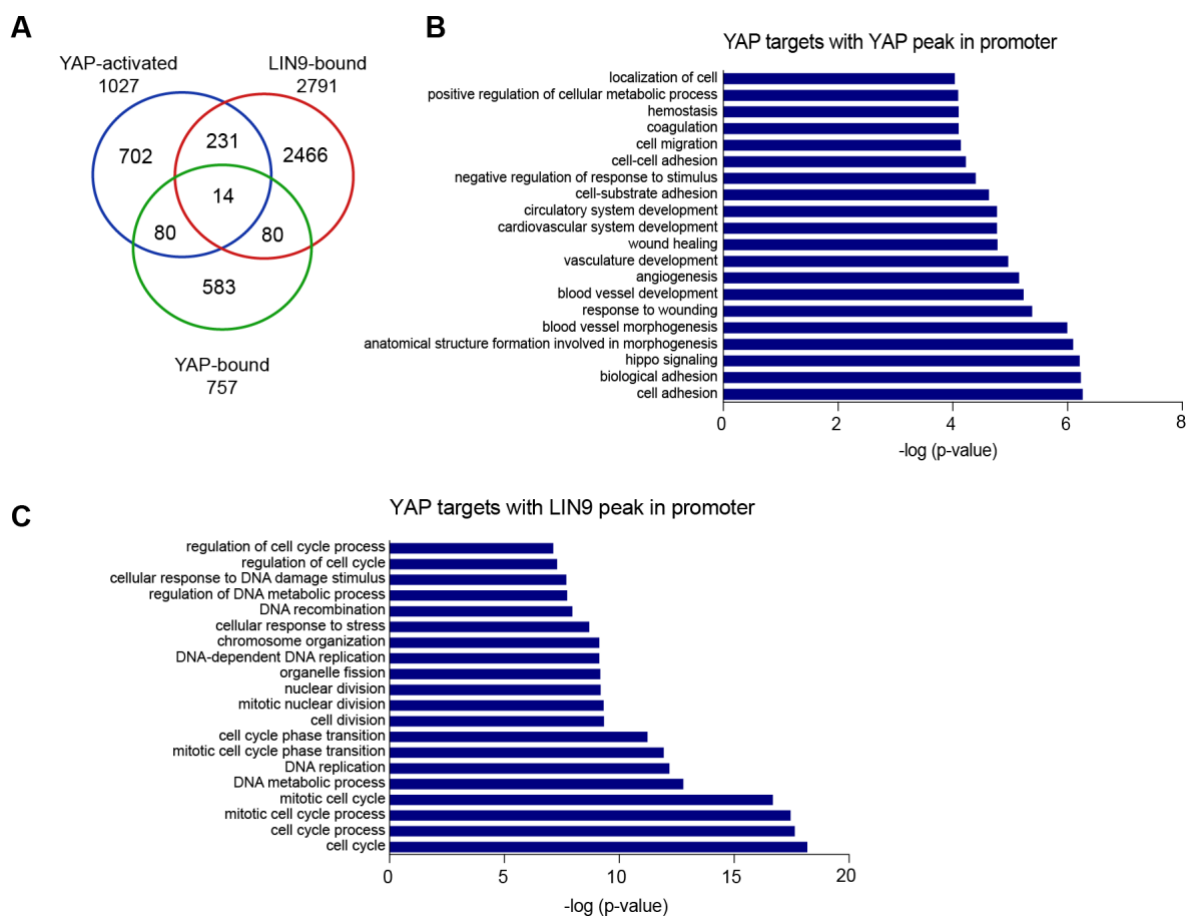 A
YAP-activated
1027
LIN9-bound
2791
702
231
2466
14
80
80
583
YAP-bound
757
B
YAP targets with YAP peak in promoter
localization of cell
positive regulation of cellular metabolic process
hemostasis
coagulation
cell migration
cell-cell adhesion
negative regulation of response to stimulus
cell-substrate adhesion
circulatory system development
cardiovascular system development
wound healing
vasculature development
angiogenesis
blood vessel development
response to wounding
blood vessel morphogenesis
anatomical structure formation involved in morphogenesis
hippo signaling
biological adhesion
cell adhesion
0 2 4 6 8
-log (p-value)
C
YAP targets with LIN9 peak in promoter
regulation of cell cycle process
regulation of cell cycle
cellular response to DNA damage stimulus
regulation of DNA metabolic process
DNA recombination
cellular response to stress
chromosome organization
DNA-dependent DNA replication
organelle fission
nuclear division
mitotic nuclear division
cell division
cell cycle phase transition
mitotic cell cycle phase transition
DNA replication
DNA metabolic process
mitotic cell cycle
mitotic cell cycle process
cell cycle process
cell cycle
0 5 10 15 20
-log (p-value)